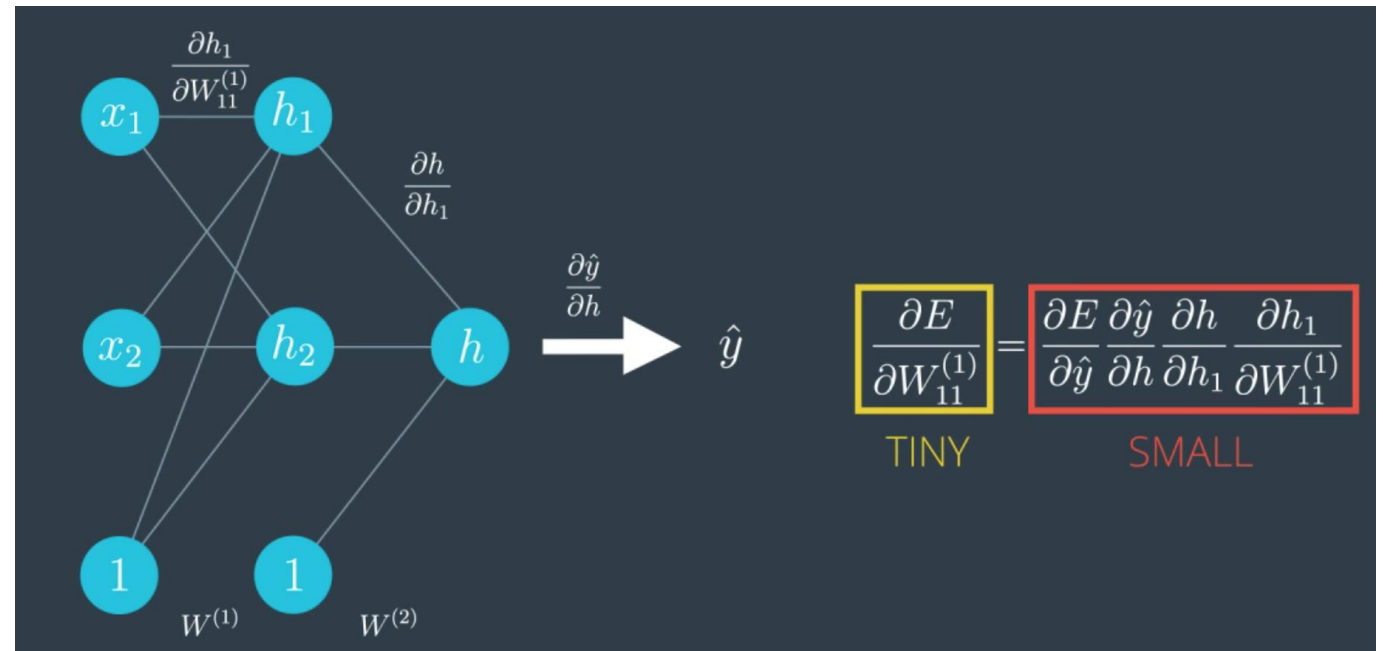 ∂h₁/∂W₁₁⁽¹⁾
x₁
h₁
∂h/∂h₁
∂ŷ/∂h
x₂
h₂
h
ŷ
∂E/∂W₁₁⁽¹⁾ = ∂E/∂ŷ ∂ŷ/∂h ∂h/∂h₁ ∂h₁/∂W₁₁⁽¹⁾
TINY
SMALL
1
1
W⁽¹⁾
W⁽²⁾